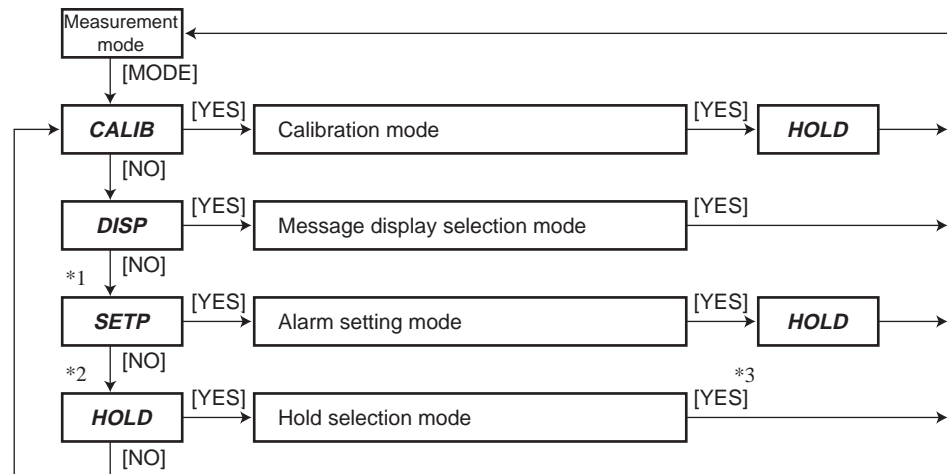 Measurement
mode
[MODE]
CALIB
[YES]
Calibration mode
[YES]
HOLD
[NO]
DISP
[YES]
Message display selection mode
[YES]
*1
[NO]
SETP
[YES]
Alarm setting mode
[YES]
HOLD
*2
[NO]
HOLD
[YES]
Hold selection mode
[YES]
*3
[NO]